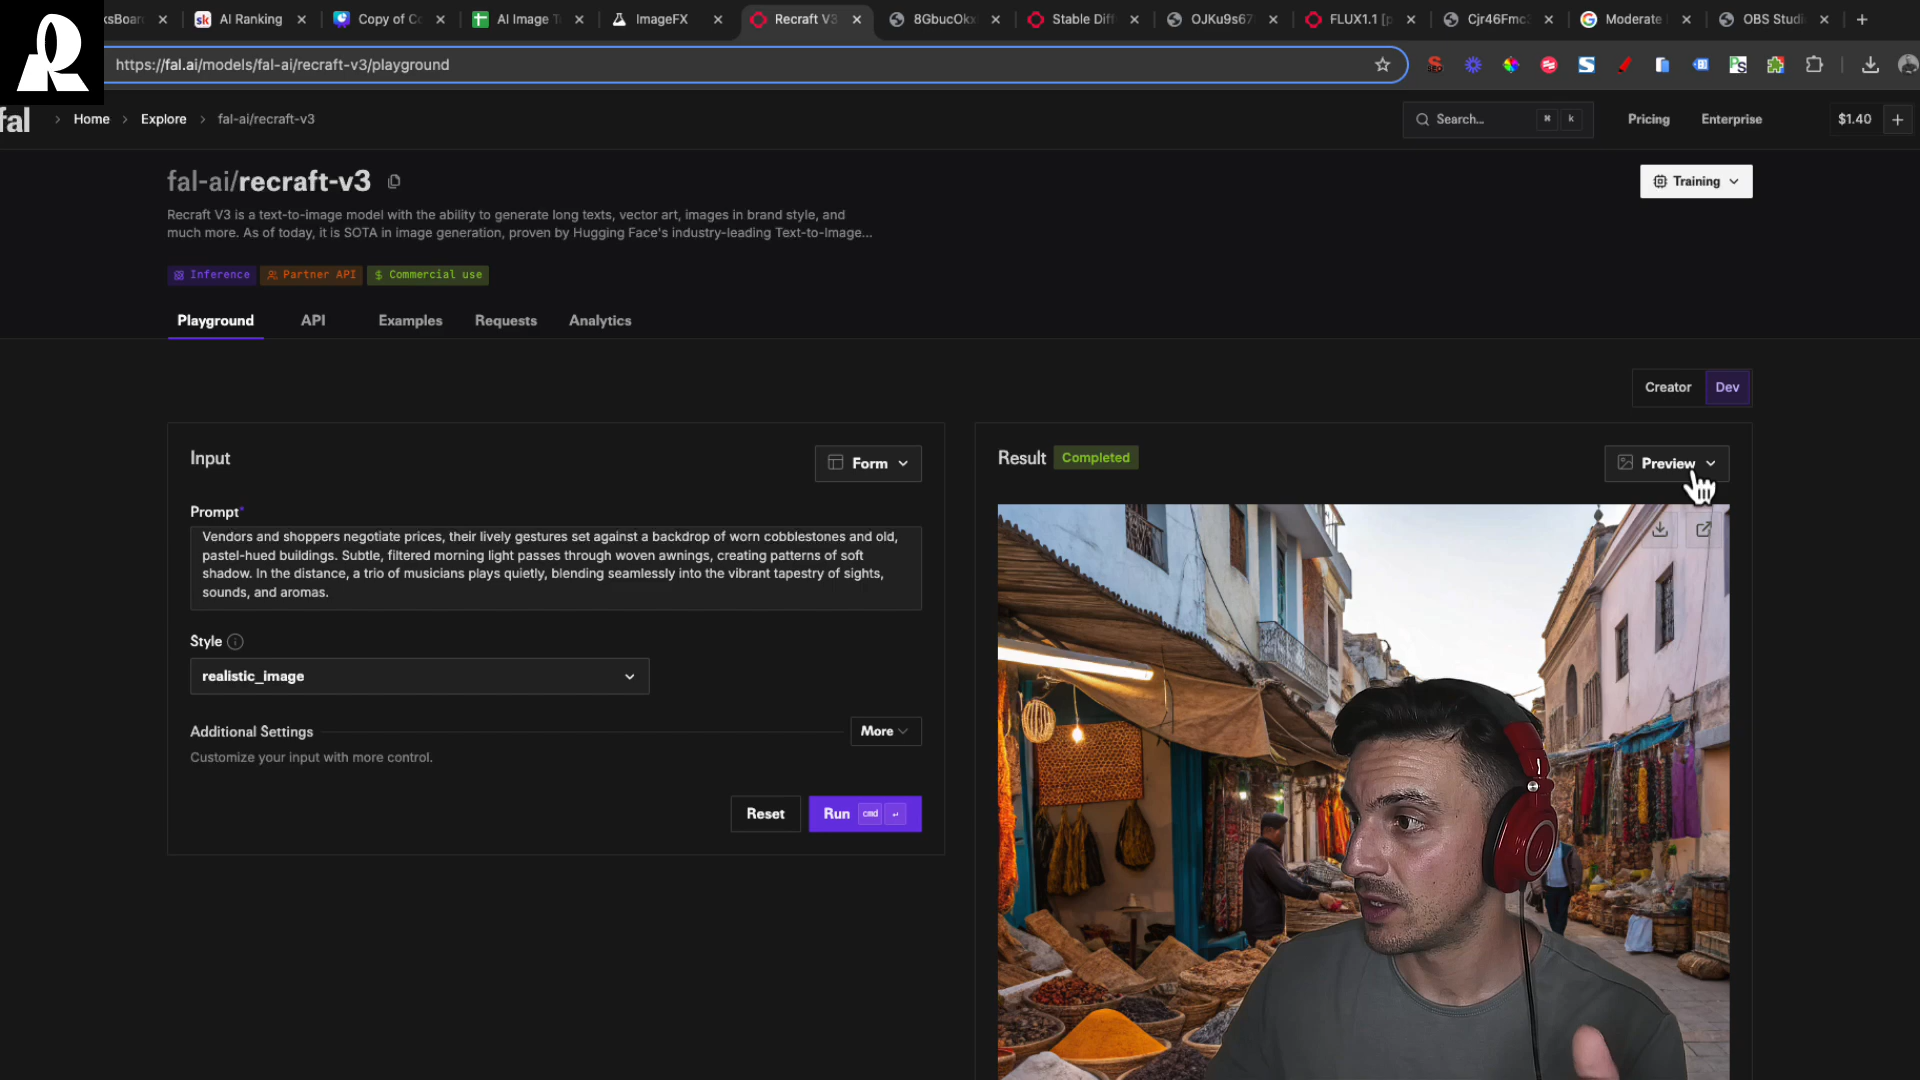 ksBoard
AI Ranking
Copy of Co
AI Image T
ImageFX
Recraft V3
8GbucOkx
Stable Diff
OJKu9s67
FLUX1.1 [p
Cjr46Fmc
Moderate
OBS Studi
https://fal.ai/models/fal-ai/recraft-v3/playground
fal
Home
Explore
fal-ai/recraft-v3
Search...
⌘ k
Pricing
Enterprise
$1.40 +
fal-ai/recraft-v3
Training
Recraft V3 is a text-to-image model with the ability to generate long texts, vector art, images in brand style, and
much more. As of today, it is SOTA in image generation, proven by Hugging Face's industry-leading Text-to-Image...
Inference
Partner API
$ Commercial use
Playground
API
Examples
Requests
Analytics
Creator
Dev
Input
Form
Prompt*
Vendors and shoppers negotiate prices, their lively gestures set against a backdrop of worn cobblestones and old,
pastel-hued buildings. Subtle, filtered morning light passes through woven awnings, creating patterns of soft
shadow. In the distance, a trio of musicians plays quietly, blending seamlessly into the vibrant tapestry of sights,
sounds, and aromas.
Style
realistic_image
Additional Settings
More
Customize your input with more control.
Reset
Run cmd ↵
Result
Completed
Preview